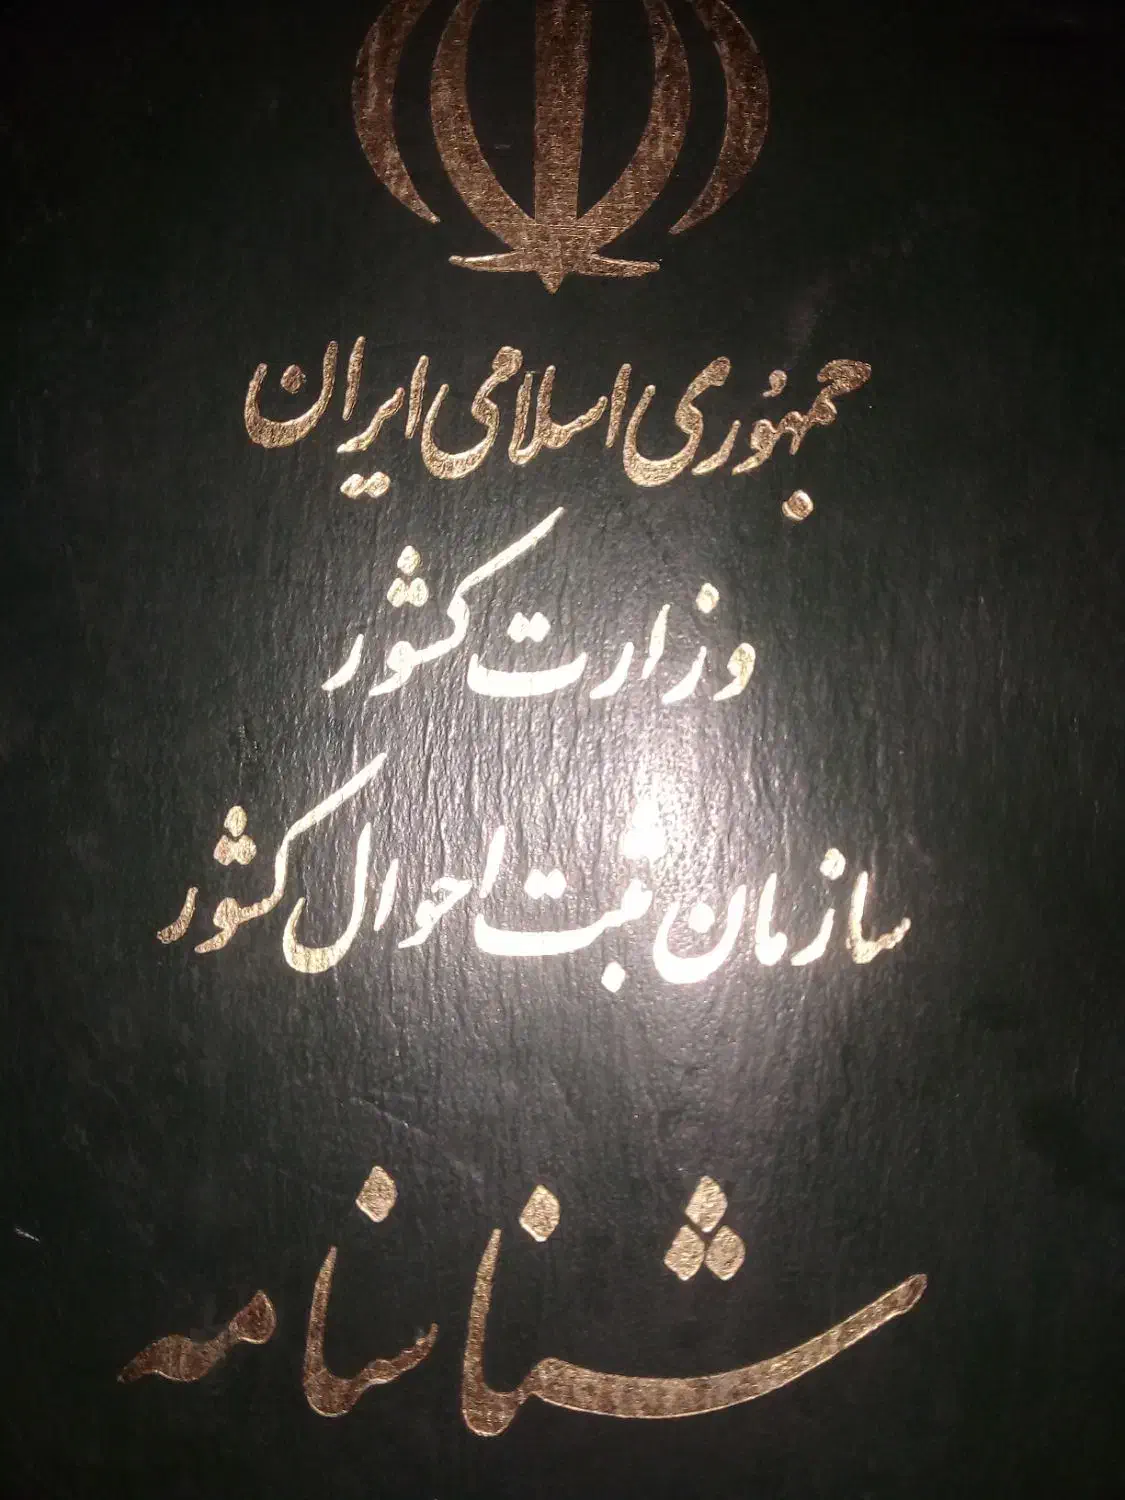 جمهوری اسلامی ایران
وزارت کشور
سازمان ثبت احوال کشور
شناسنامه